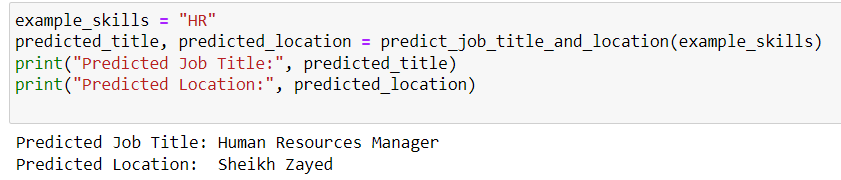 example_skills = "HR"
predicted_title, predicted_location = predict_job_title_and_location(example_skills)
print("Predicted Job Title:", predicted_title)
print("Predicted Location:", predicted_location)
Predicted Job Title: Human Resources Manager
Predicted Location:  Sheikh Zayed